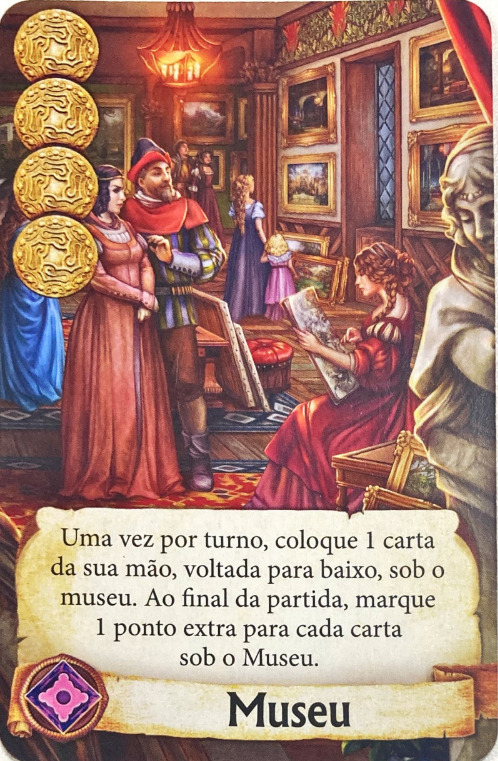 Uma vez por turno, coloque 1 carta
da sua mão, voltada para baixo, sob o
museu. Ao final da partida, marque
1 ponto extra para cada carta
sob o Museu.
Museu